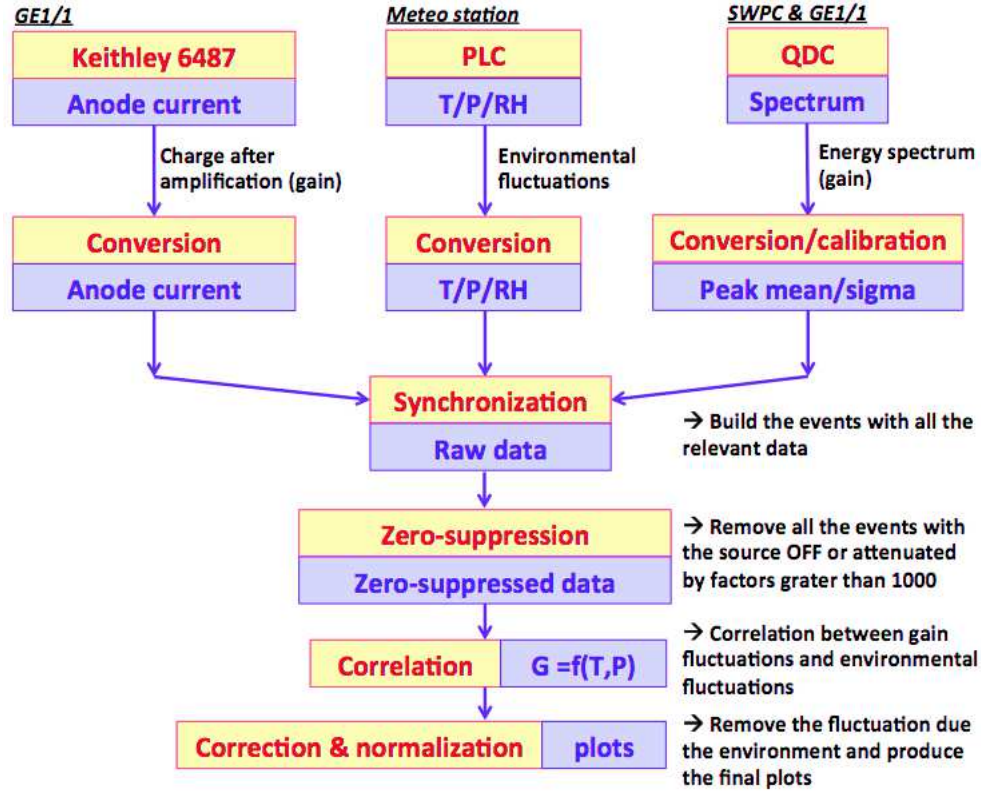 GE1/1
Meteo station
SWPC & GE1/1
Keithley 6487
PLC
QDC
Anode current
T/P/RH
Spectrum
Charge after
amplification (gain)
Environmental
fluctuations
Energy spectrum
(gain)
Conversion
Conversion
Conversion/calibration
Anode current
T/P/RH
Peak mean/sigma
Synchronization
Raw data
→ Build the events with all the
relevant data
Zero-suppression
Zero-suppressed data
→ Remove all the events with
the source OFF or attenuated
by factors grater than 1000
Correlation
G =f(T,P)
→ Correlation between gain
fluctuations and environmental
fluctuations
Correction & normalization
plots
→ Remove the fluctuation due
the environment and produce
the final plots